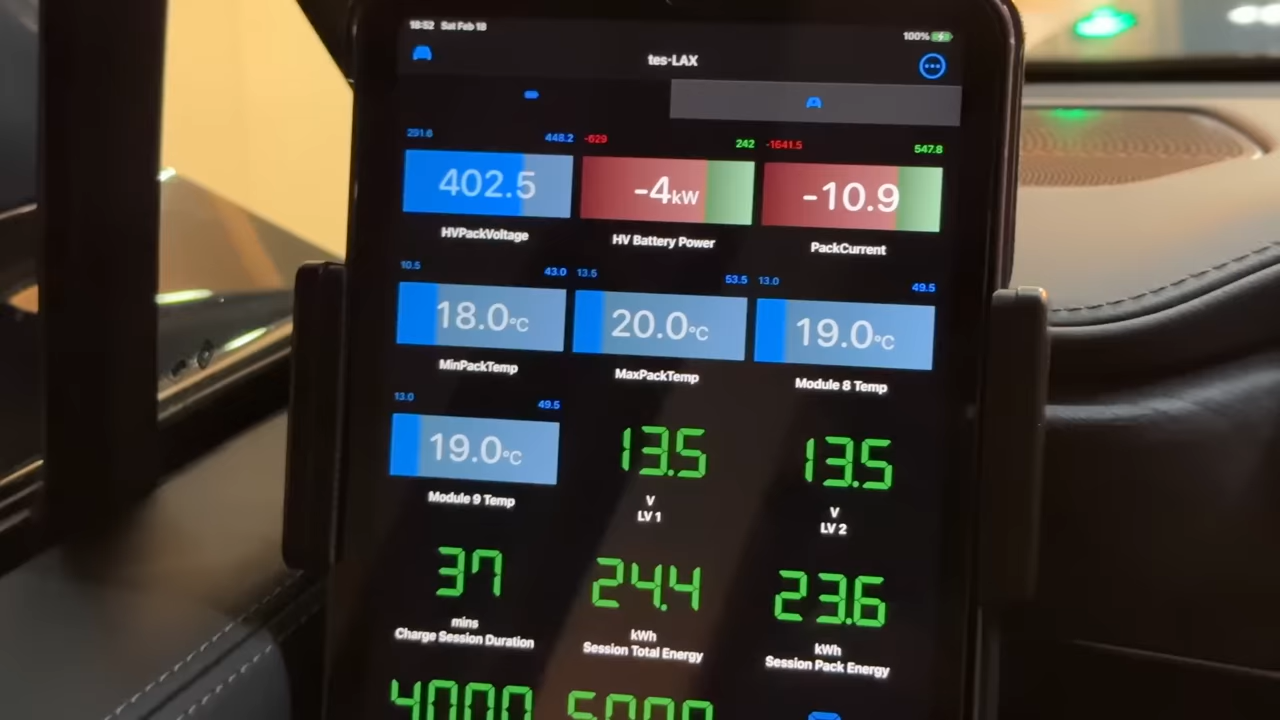 18:52 Sat Feb 18
100%
tes·LAX
291.6 448.2 -629 242 -1641.5 547.8
402.5 -4kW -10.9
HVPackVoltage HV Battery Power PackCurrent
10.5 43.0 13.5 53.5 13.0 49.5
18.0°C 20.0°C 19.0°C
MinPackTemp MaxPackTemp Module 8 Temp
13.0 49.5
19.0°C 13.5 13.5
Module 9 Temp V V
LV 1 LV 2
37 24.4 23.6
mins kWh kWh
Charge Session Duration Session Total Energy Session Pack Energy
4000 5000